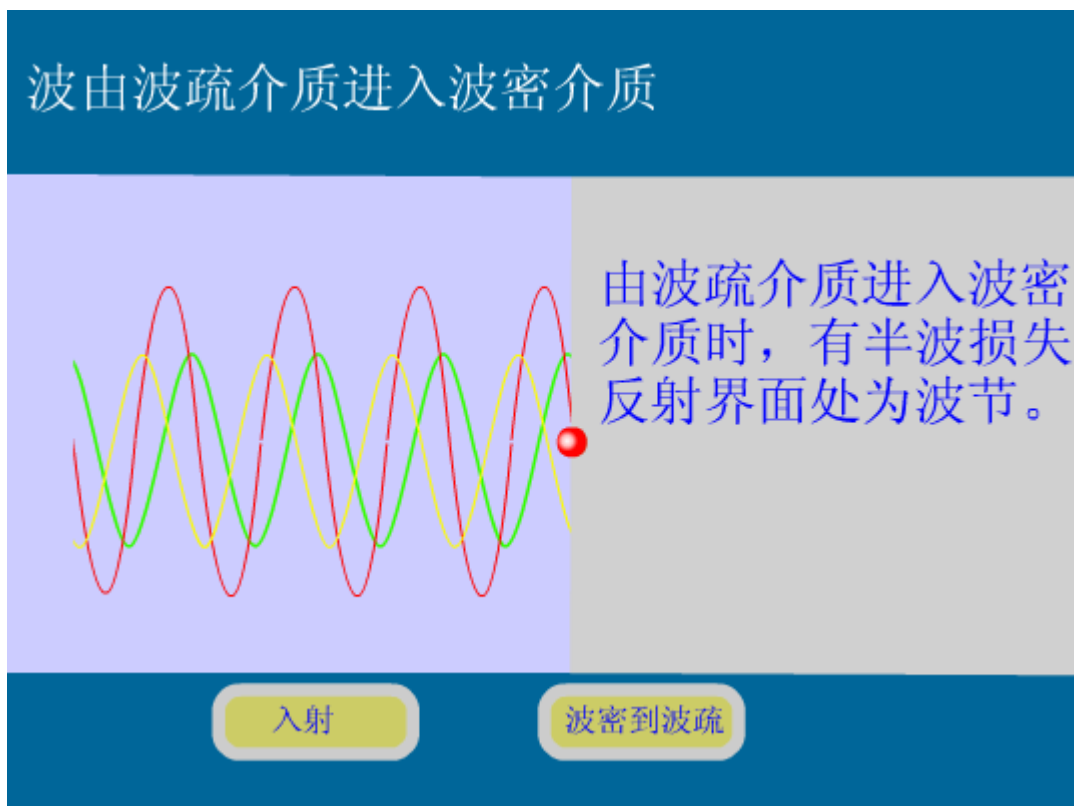 波由波疏介质进入波密介质
由波疏介质进入波密
介质时，有半波损失
反射界面处为波节。
入射
波密到波疏